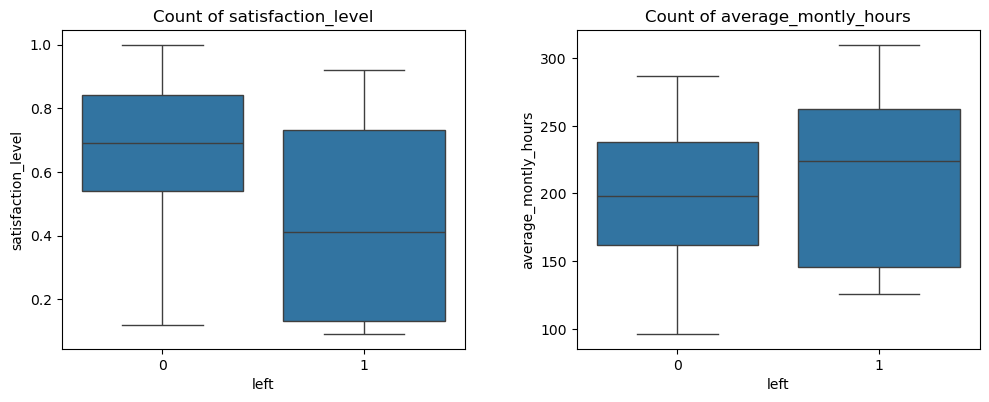 Count of satisfaction_level
satisfaction_level
1.0
0.8
0.6
0.4
0.2
0
1
left
Count of average_montly_hours
average_montly_hours
300
250
200
150
100
0
1
left